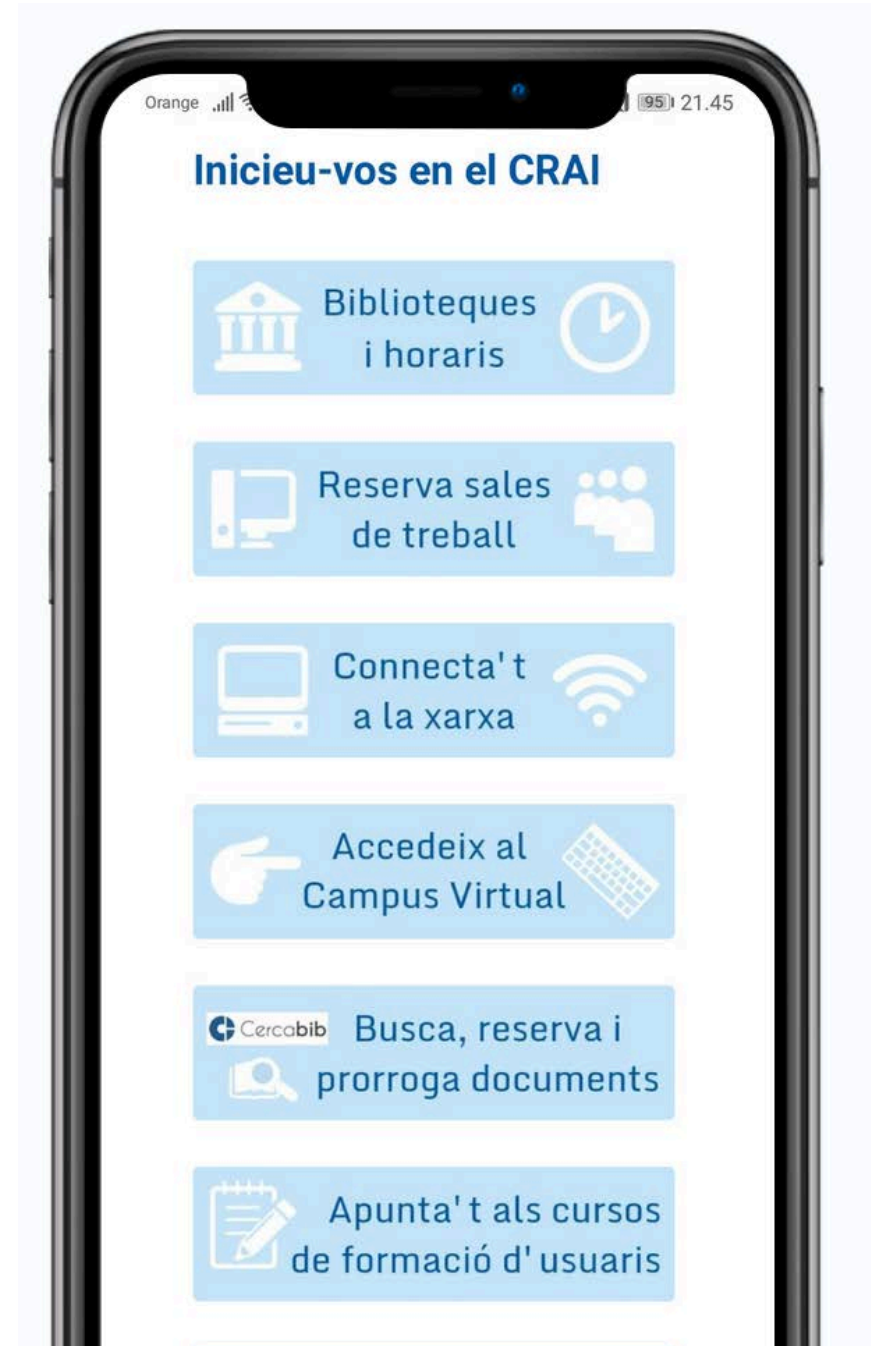 Orange 95 21.45
Inicieu-vos en el CRAI
Biblioteques
i horaris
Reserva sales
de treball
Connecta't
a la xarxa
Accedeix al
Campus Virtual
Cercabib Busca, reserva i
prorroga documents
Apunta't als cursos
de formació d'usuaris